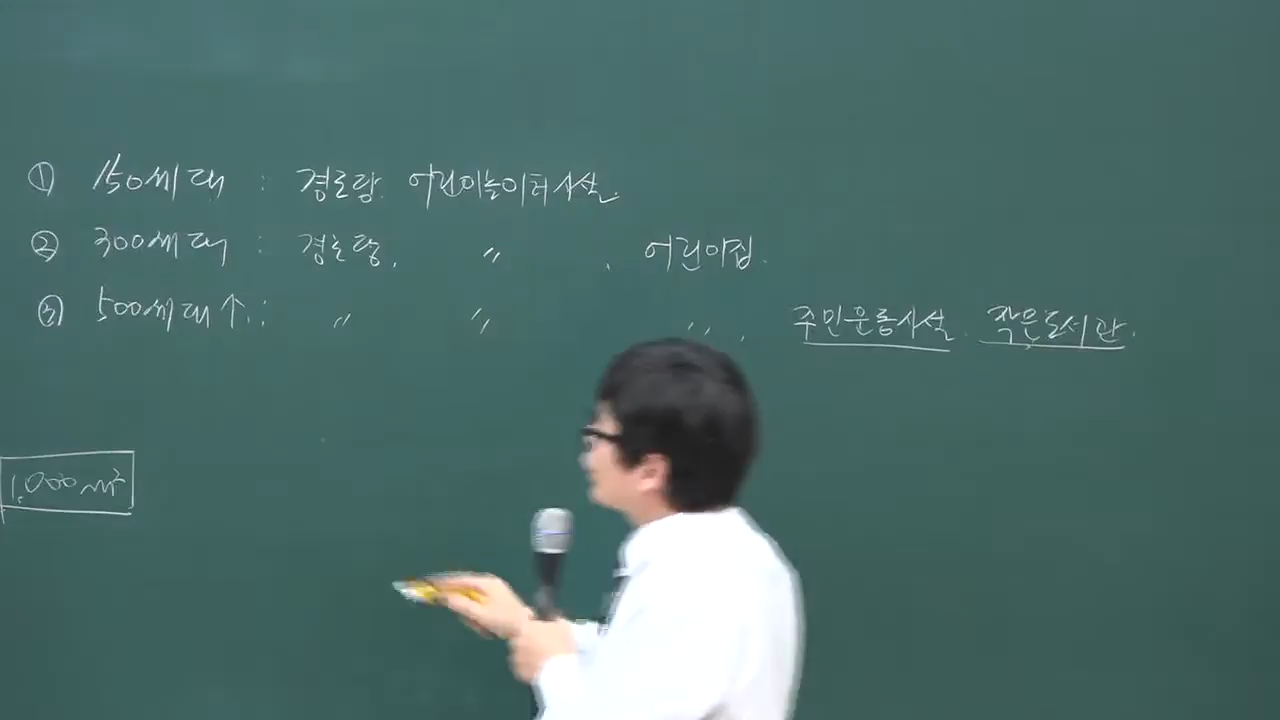 ① 150세대 : 경로당. 어린이놀이터시설.
② 300세대 : 경로당. 〃 . 어린이집.
③ 500세대↑: 〃 〃 〃 . 주민운동시설. 작은도서관.
1,000㎡